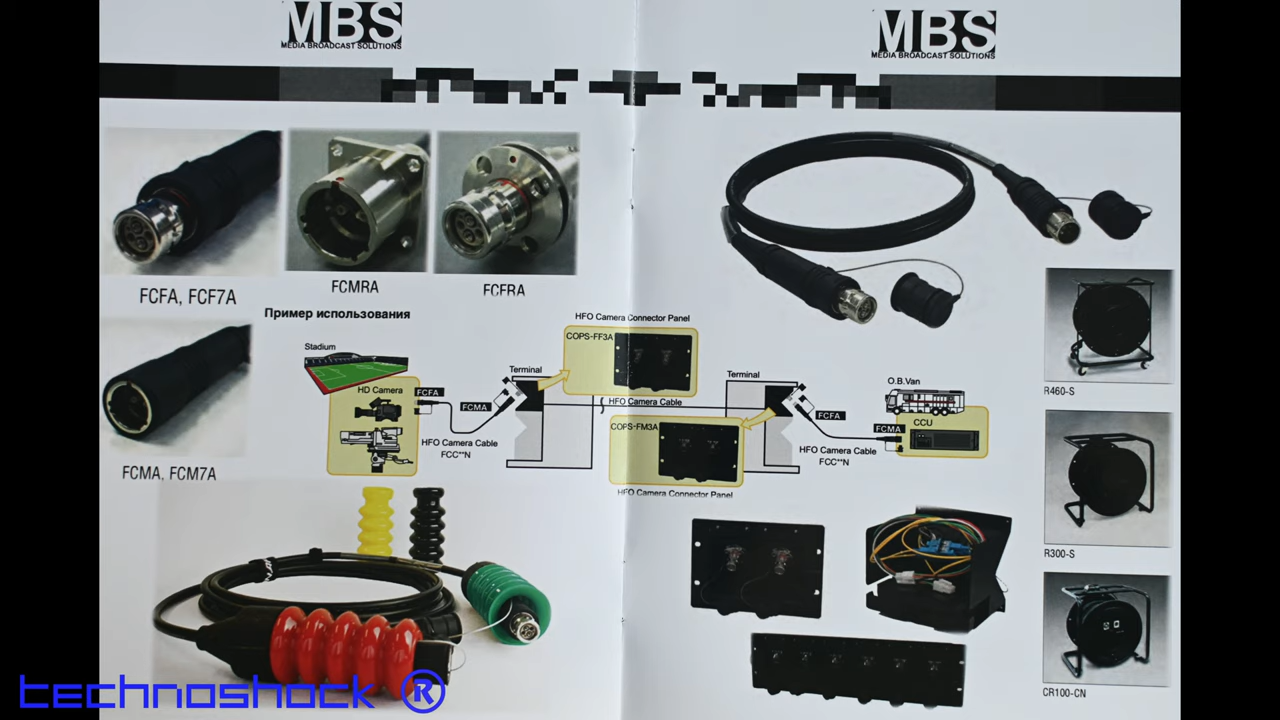 MBS
MEDIA BROADCAST SOLUTIONS
MBS
MEDIA BROADCAST SOLUTIONS
FCFA, FCF7A
FCMRA
FCFRA
Пример использования
FCMA, FCM7A
Stadium
HD Camera
FCFA
FCMA
HFO Camera Cable
FCC**N
Terminal
HFO Camera Connector Panel
COPS-FF3A
HFO Camera Cable
COPS-FM3A
HFO Camera Connector Panel
Terminal
FCFA
HFO Camera Cable
FCC**N
O.B.Van
FCMA
CCU
R460-S
R300-S
CR100-CN
technoshock ®